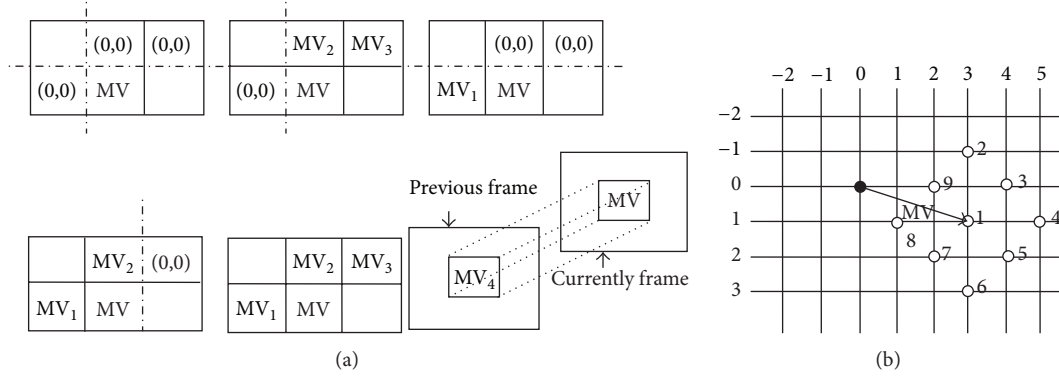 (0,0) (0,0)
(0,0) MV
MV2 MV3
(0,0) MV
(0,0) (0,0)
MV1 MV
MV2 (0,0)
MV1 MV
MV2 MV3
MV1 MV
Previous frame
MV4
MV
Currently frame
(a)
−2 −1 0 1 2 3 4 5
−2
−1
0
1
2
3
2
9 3
MV 1 4
8
7 5
6
(b)